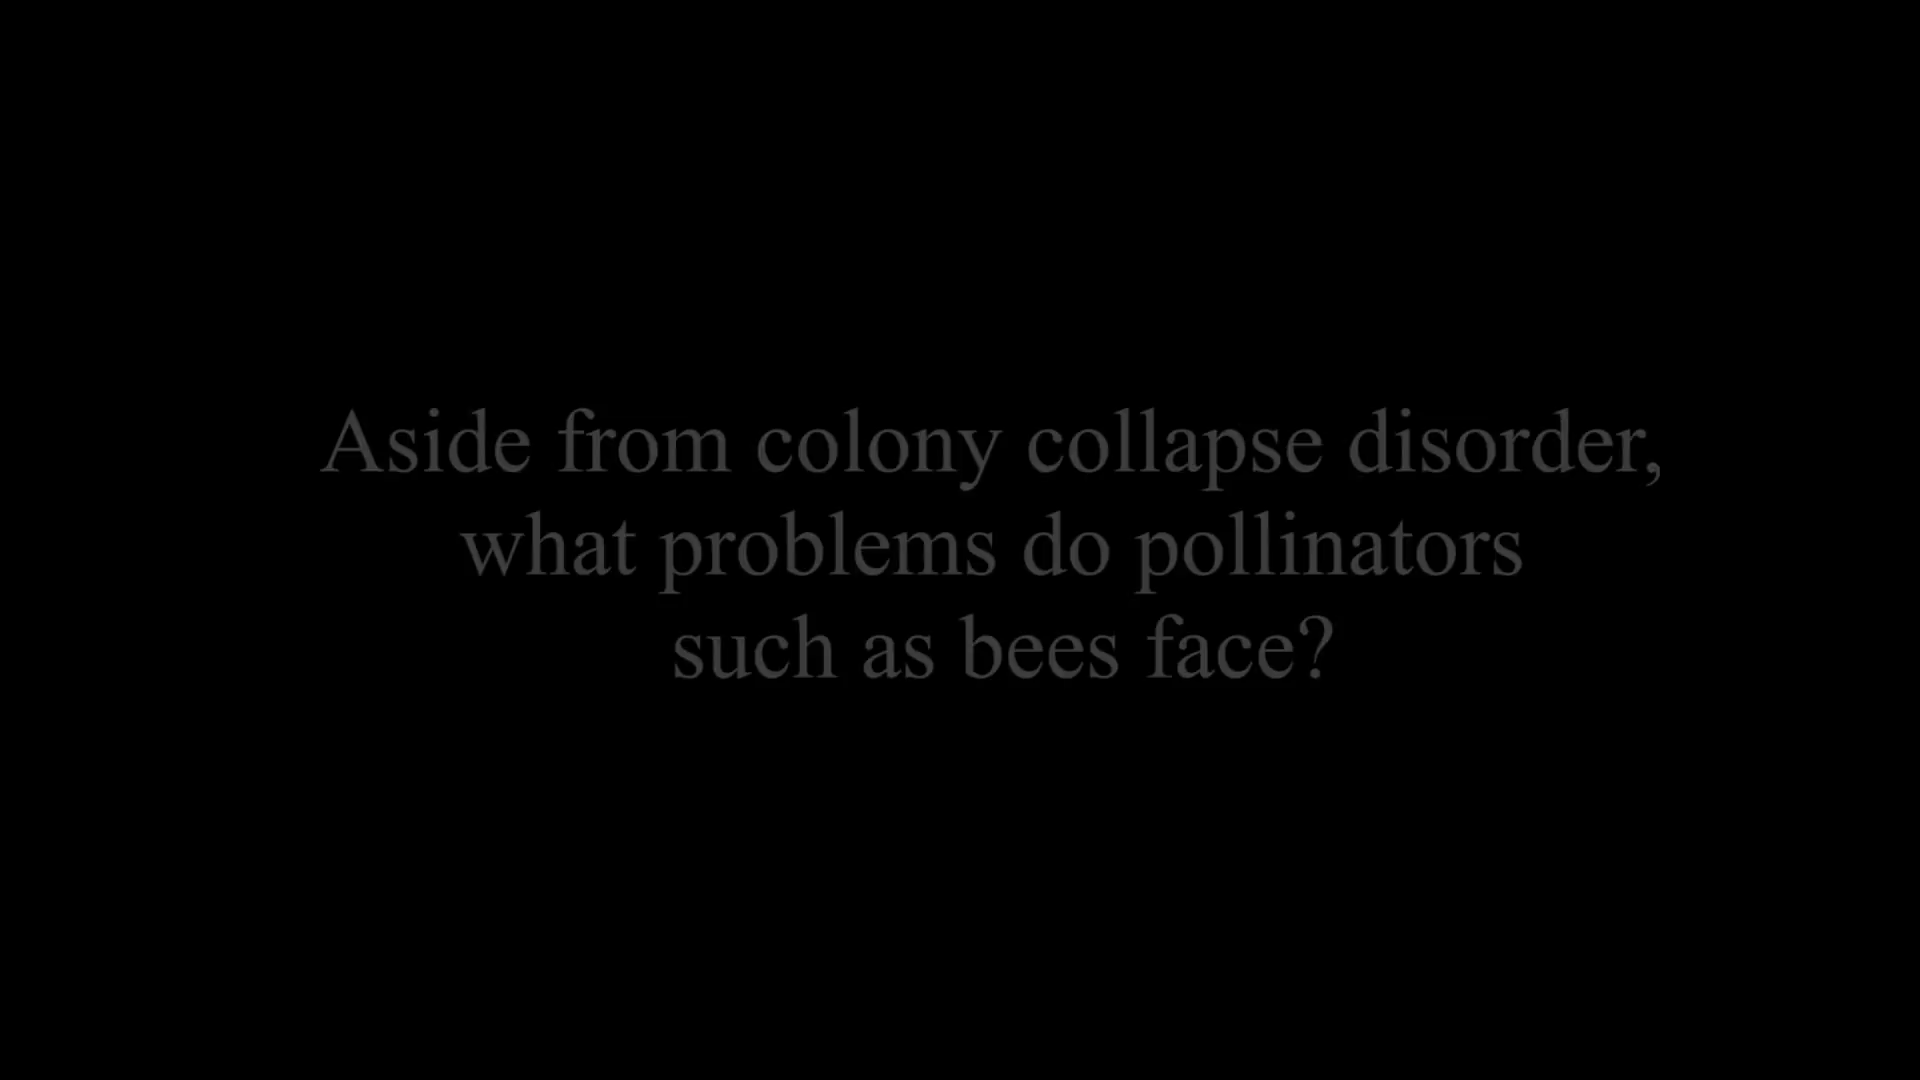 Aside from colony collapse disorder,
what problems do pollinators
such as bees face?